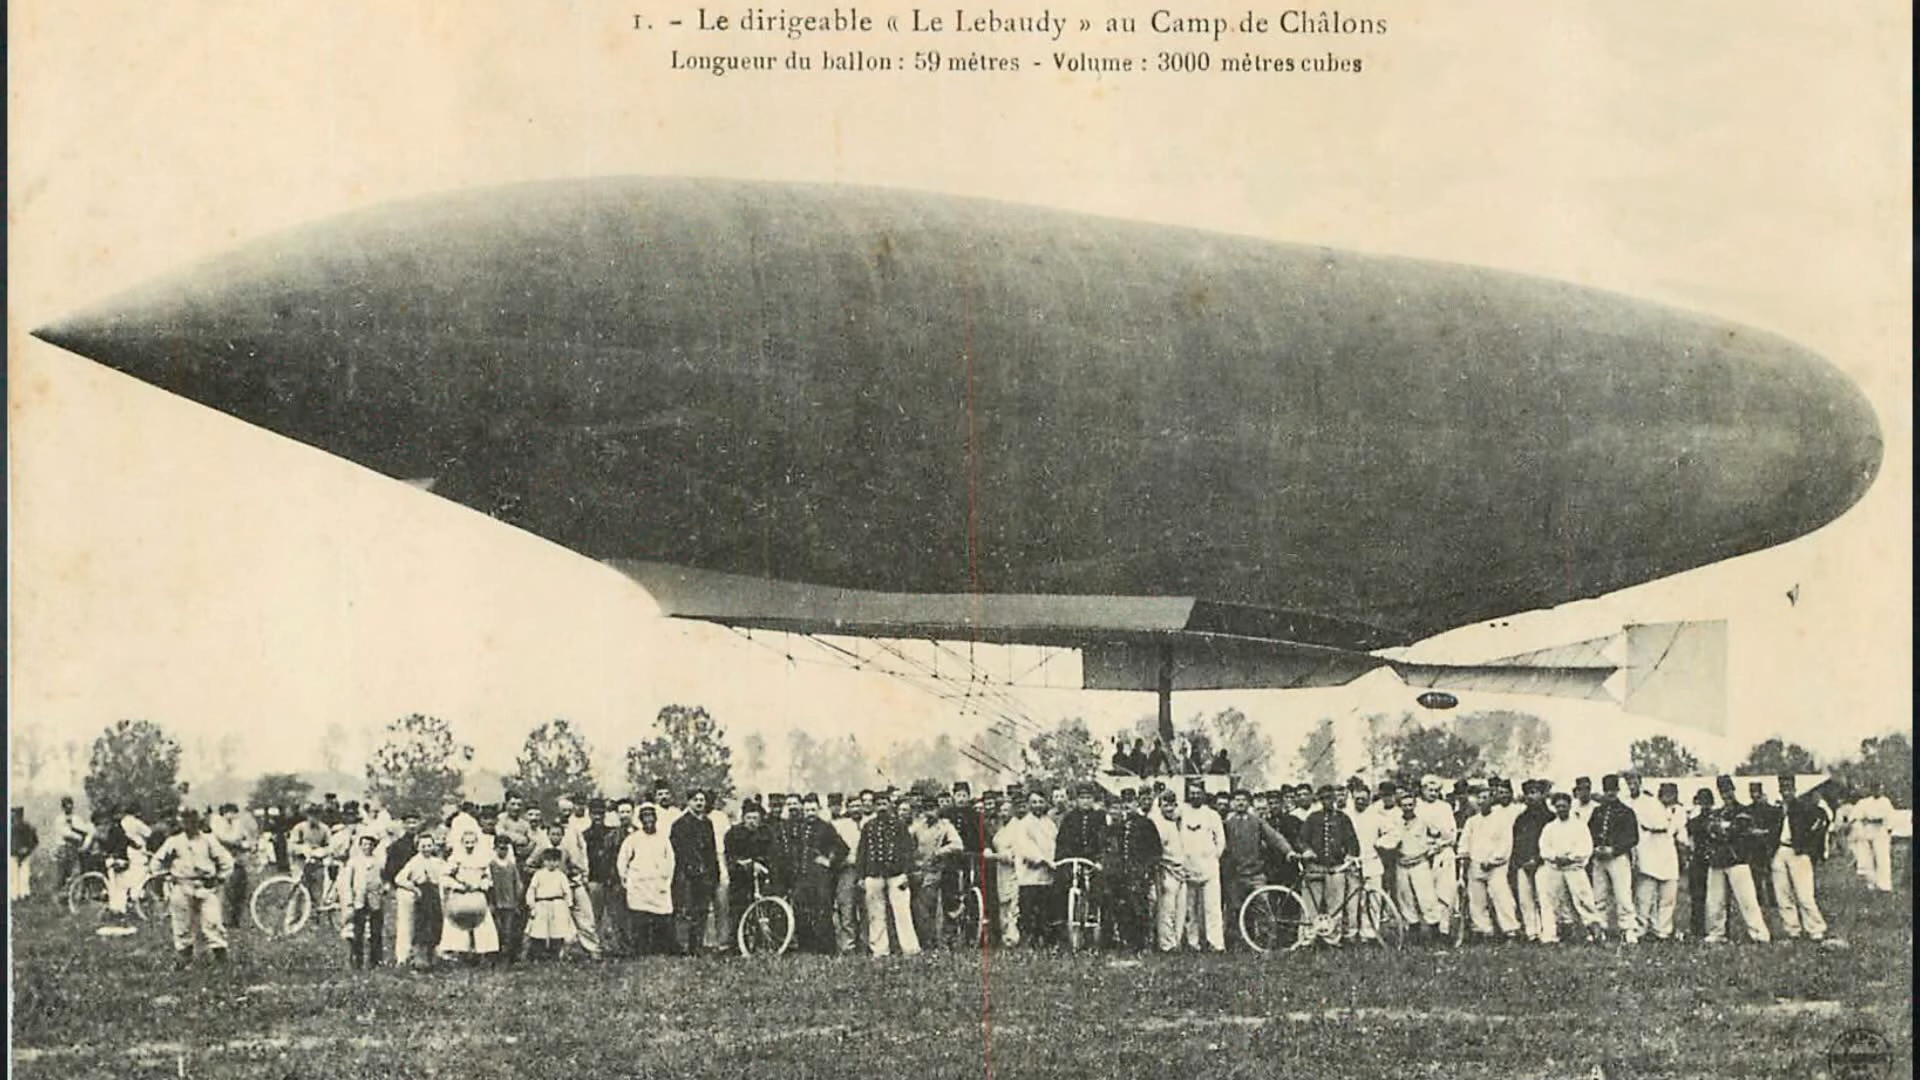 1. - Le dirigeable « Le Lebaudy » au Camp de Châlons
Longueur du ballon : 59 mètres - Volume : 3000 mètres cubes